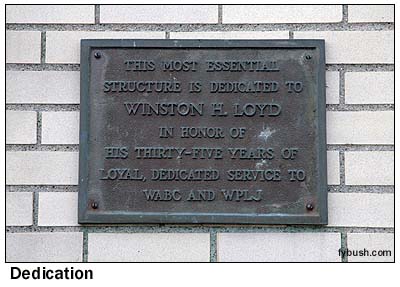 THIS MOST ESSENTIAL
STRUCTURE IS DEDICATED TO
WINSTON H. LOYD
IN HONOR OF
HIS THIRTY-FIVE YEARS OF
LOYAL, DEDICATED SERVICE TO
WABC AND WPLJ
fybush.com
Dedication